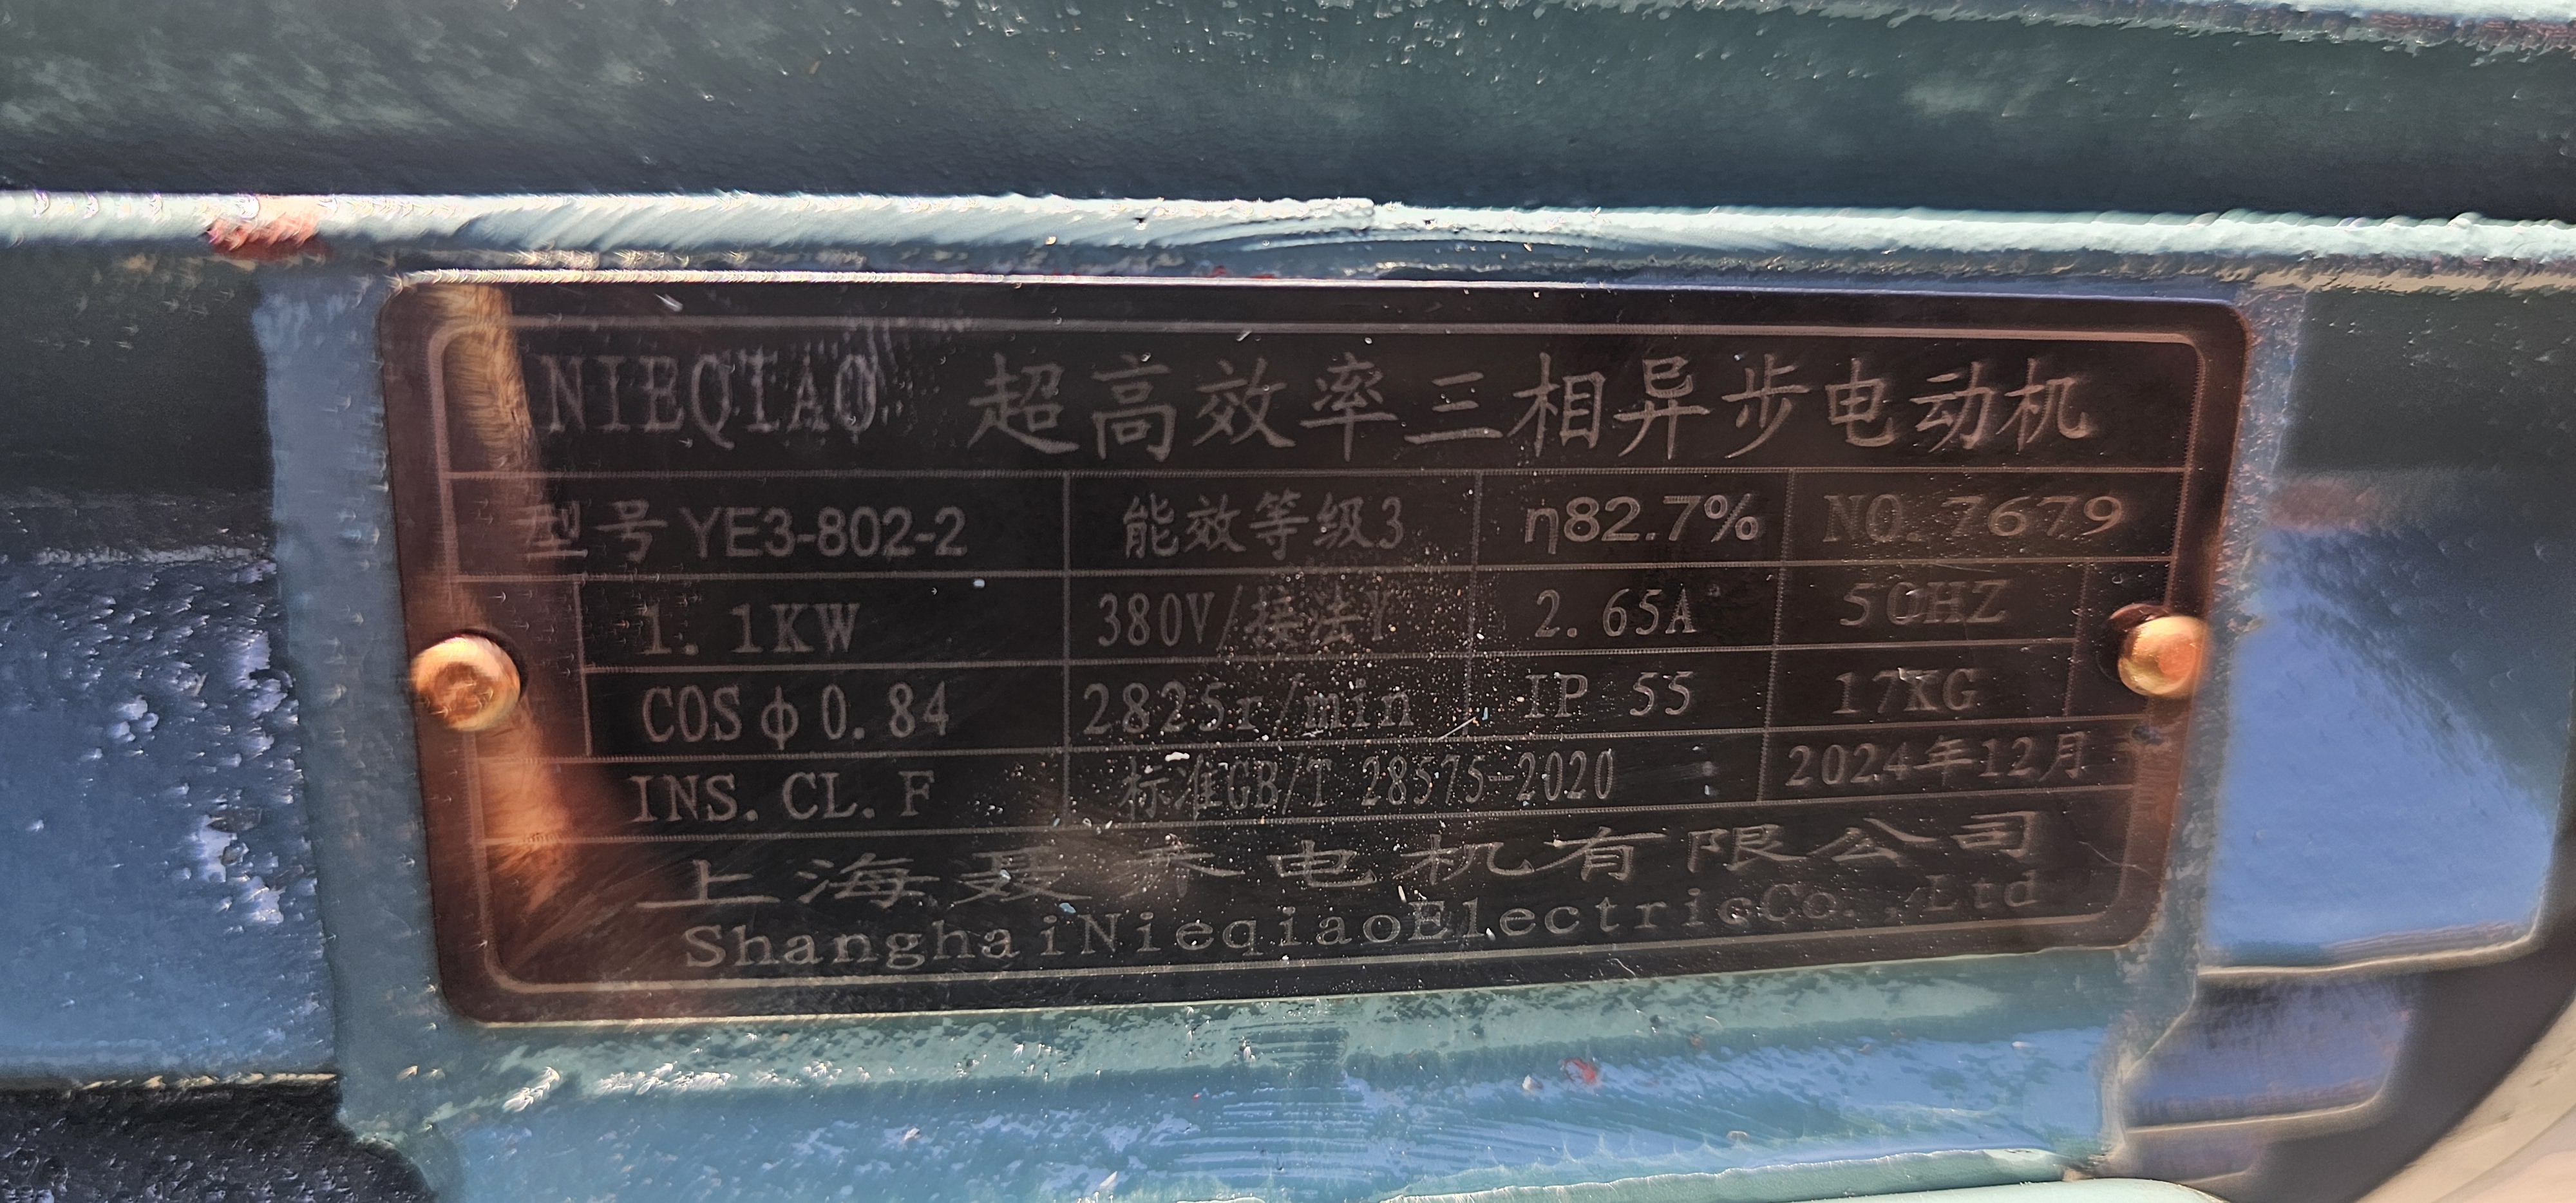 NIEQIAO 超高效率三相异步电动机
型号 YE3-802-2 能效等级3 η82.7% NO. 7679
1.1KW 380V/接法Y 2.65A 50HZ
COSφ0.84 2825r/min IP 55 17KG
INS.CL.F 标准GB/T 28575-2020 2024年12月
上海聂乔电机有限公司
ShanghaiNieqiaoElectricCo.,Ltd